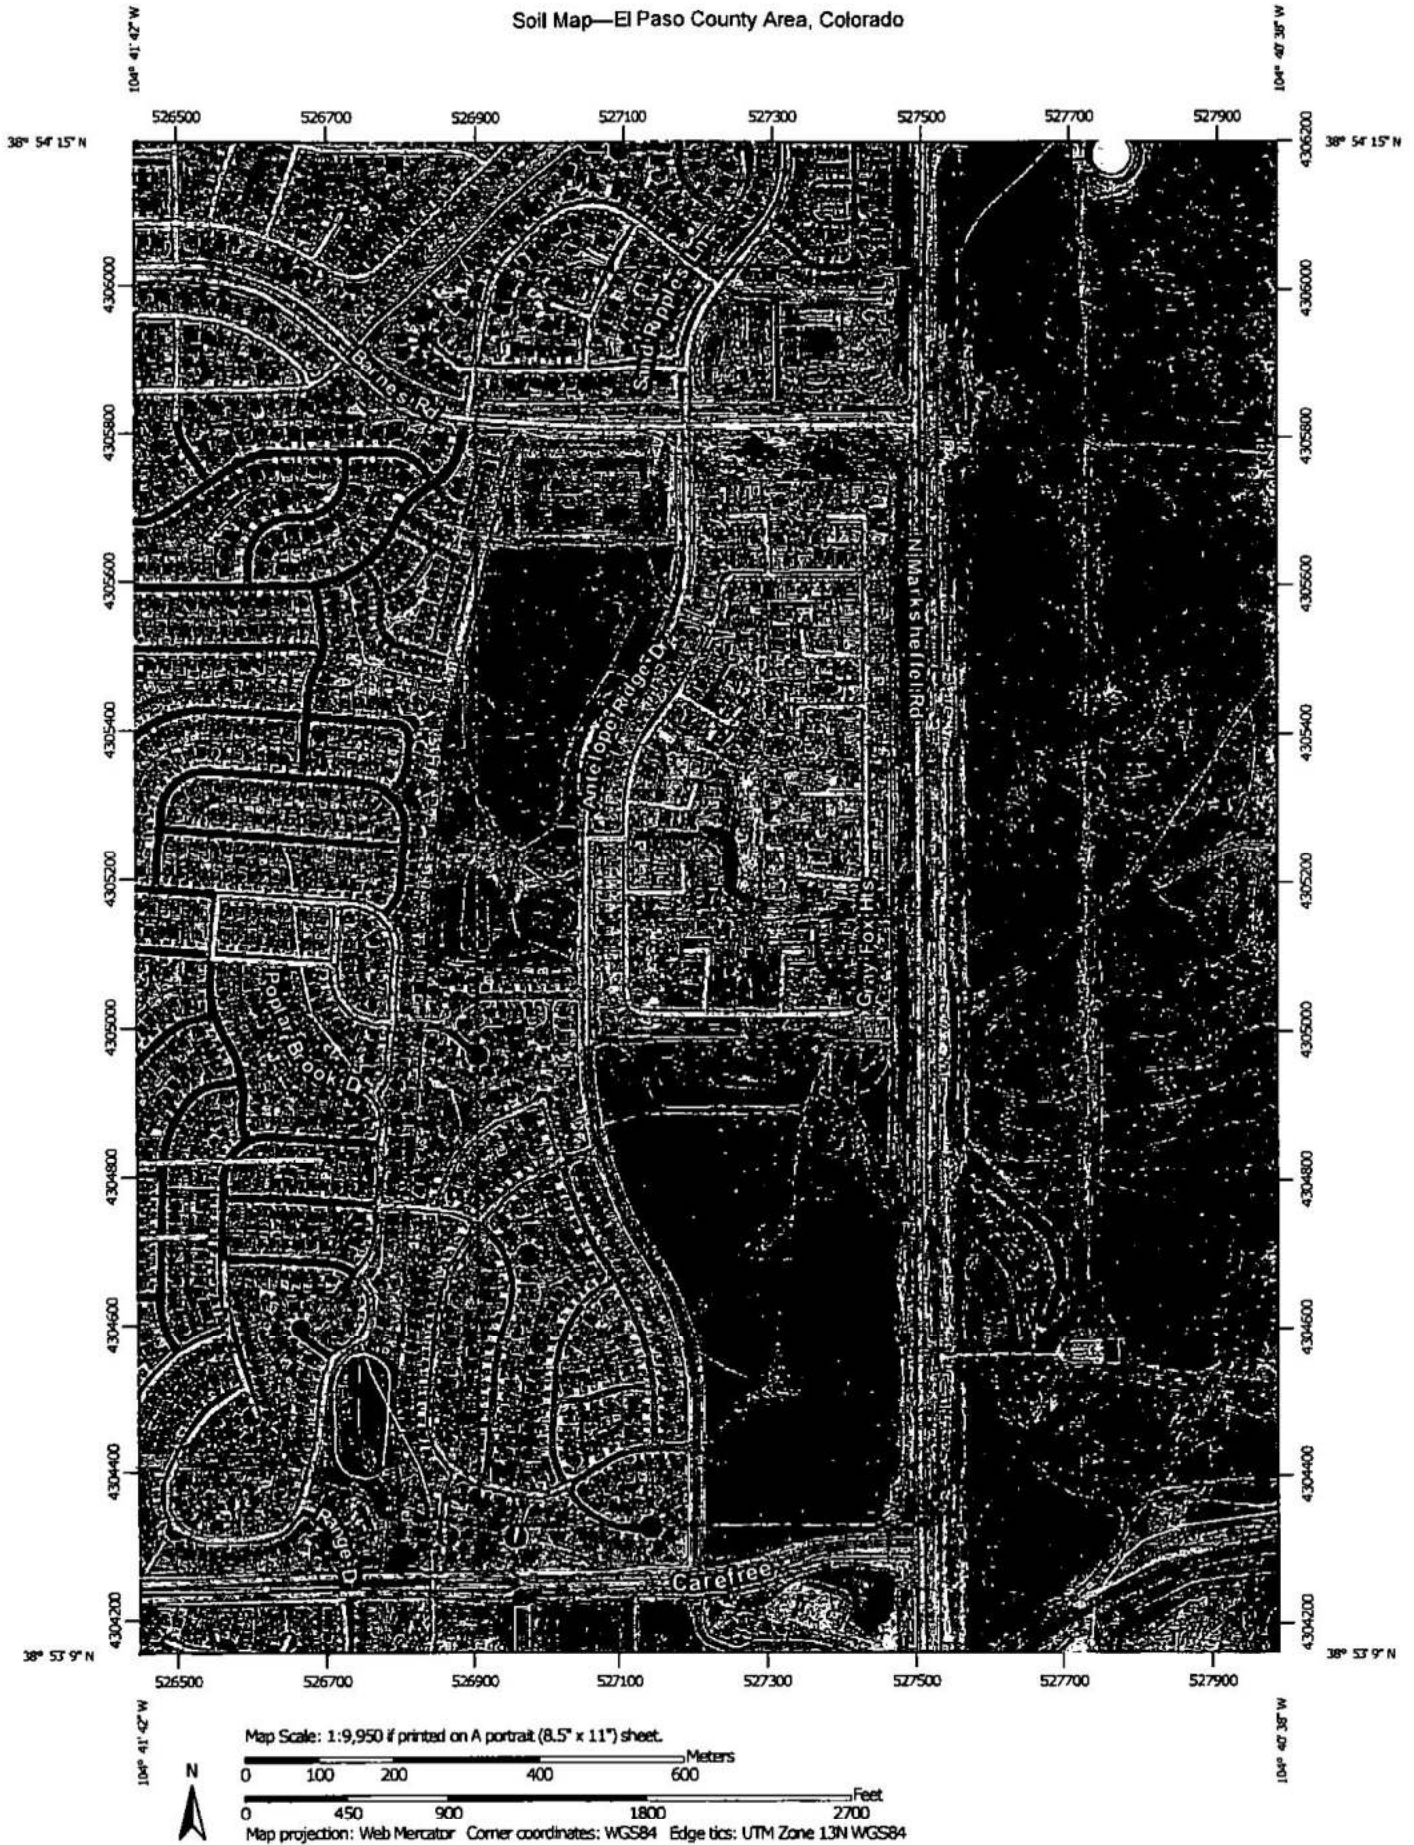 Soil Map—El Paso County Area, Colorado
104° 41' 42" W
104° 40' 38" W
526500 526700 526900 527100 527300 527500 527700 527900
38° 54' 15" N
38° 54' 15" N
4306200
4306000
4306000
Sand Ripples Ln
Barnes Rd
4305800
4305800
4305600
4305600
N Marksheffel Rd
Antelope Ridge D
4305400
4305400
4305200
4305200
Gray Fox Hts
4305000
4305000
Poplar Brook D
4304800
4304800
4304600
4304600
4304400
4304400
Range D
Carefree
4304200
4304200
38° 53' 9" N
38° 53' 9" N
526500 526700 526900 527100 527300 527500 527700 527900
104° 41' 42" W
104° 40' 38" W
Map Scale: 1:9,950 if printed on A portrait (8.5" x 11") sheet.
Meters
0 100 200 400 600
Feet
0 450 900 1800 2700
N
Map projection: Web Mercator Corner coordinates: WGS84 Edge tics: UTM Zone 13N WGS84